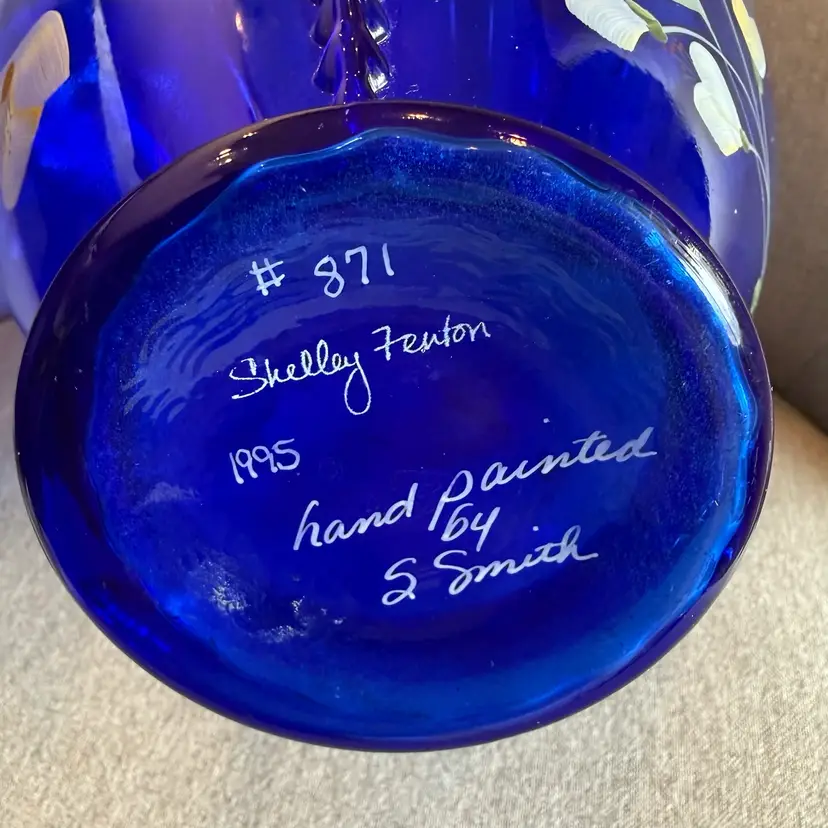 # 871
Shelley Fenton
1995
hand painted
by
S. Smith